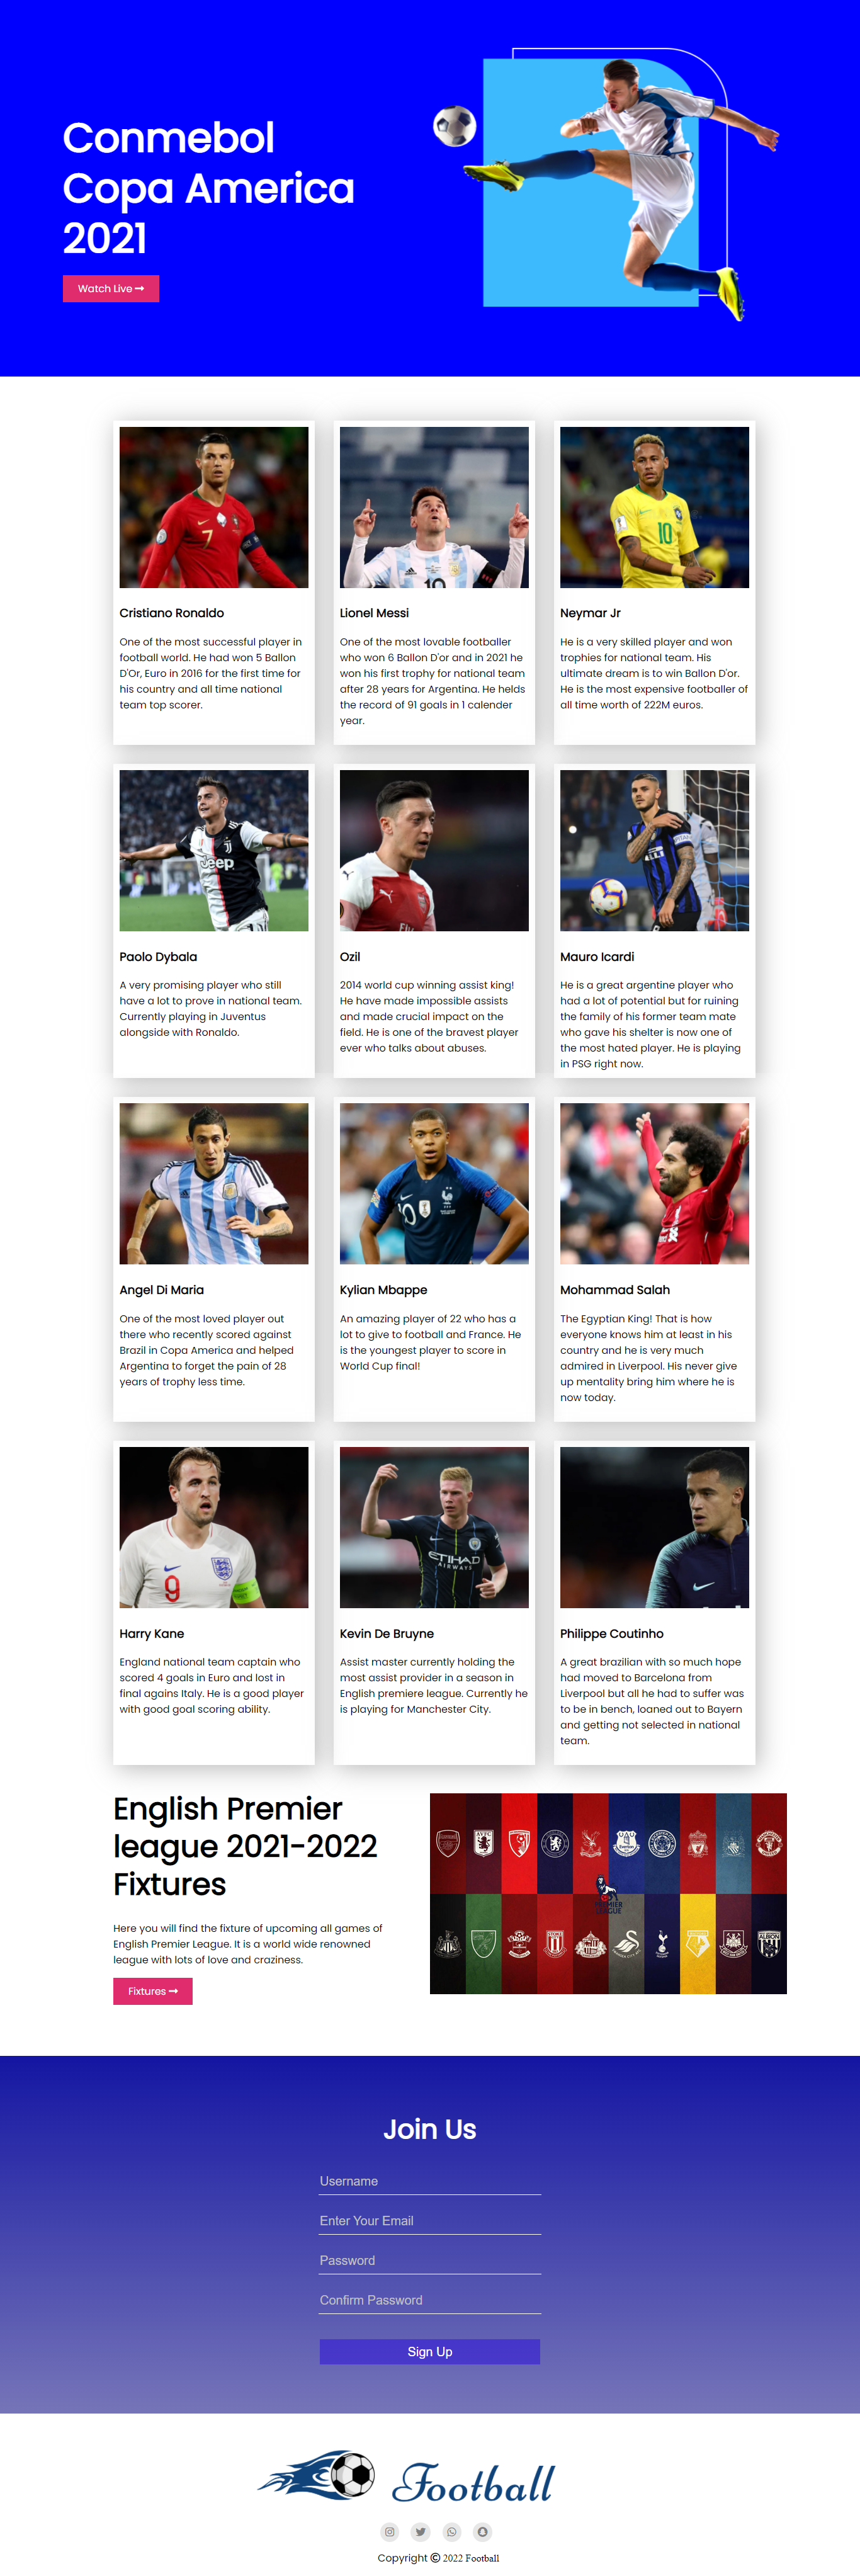 Conmebol
Copa America
2021
Watch Live
7
10
10
Cristiano Ronaldo
Lionel Messi
Neymar Jr
One of the most successful player in
football world. He had won 5 Ballon
D'Or, Euro in 2016 for the first time for
his country and all time national
team top scorer.
One of the most lovable footballer
who won 6 Ballon D'or and in 2021 he
won his first trophy for national team
after 28 years for Argentina. He helds
the record of 91 goals in 1 calender
year.
He is a very skilled player and won
trophies for national team. His
ultimate dream is to win Ballon D'or.
He is the most expensive footballer of
all time worth of 222M euros.
Jeep
Paolo Dybala
Ozil
Mauro Icardi
A very promising player who still
have a lot to prove in national team.
Currently playing in Juventus
alongside with Ronaldo.
2014 world cup winning assist king!
He have made impossible assists
and made crucial impact on the
field. He is one of the bravest player
ever who talks about abuses.
He is a great argentine player who
had a lot of potential but for ruining
the family of his former team mate
who gave his shelter is now one of
the most hated player. He is playing
in PSG right now.
7
10
Angel Di Maria
Kylian Mbappe
Mohammad Salah
One of the most loved player out
there who recently scored against
Brazil in Copa America and helped
Argentina to forget the pain of 28
years of trophy less time.
An amazing player of 22 who has a
lot to give to football and France. He
is the youngest player to score in
World Cup final!
The Egyptian King! That is how
everyone knows him at least in his
country and he is very much
admired in Liverpool. His never give
up mentality bring him where he is
now today.
9
ETIHAD
AIRWAYS
Harry Kane
Kevin De Bruyne
Philippe Coutinho
England national team captain who
scored 4 goals in Euro and lost in
final agains Italy. He is a good player
with good goal scoring ability.
Assist master currently holding the
most assist provider in a season in
English premiere league. Currently he
is playing for Manchester City.
A great brazilian with so much hope
had moved to Barcelona from
Liverpool but all he had to suffer was
to be in bench, loaned out to Bayern
and getting not selected in national
team.
English Premier
league 2021-2022
Fixtures
Here you will find the fixture of upcoming all games of
English Premier League. It is a world wide renowned
league with lots of love and craziness.
Fixtures
AVFC
PREMIER
LEAGUE
Join Us
Username
Enter Your Email
Password
Confirm Password
Sign Up
Football
Copyright © 2022 Football